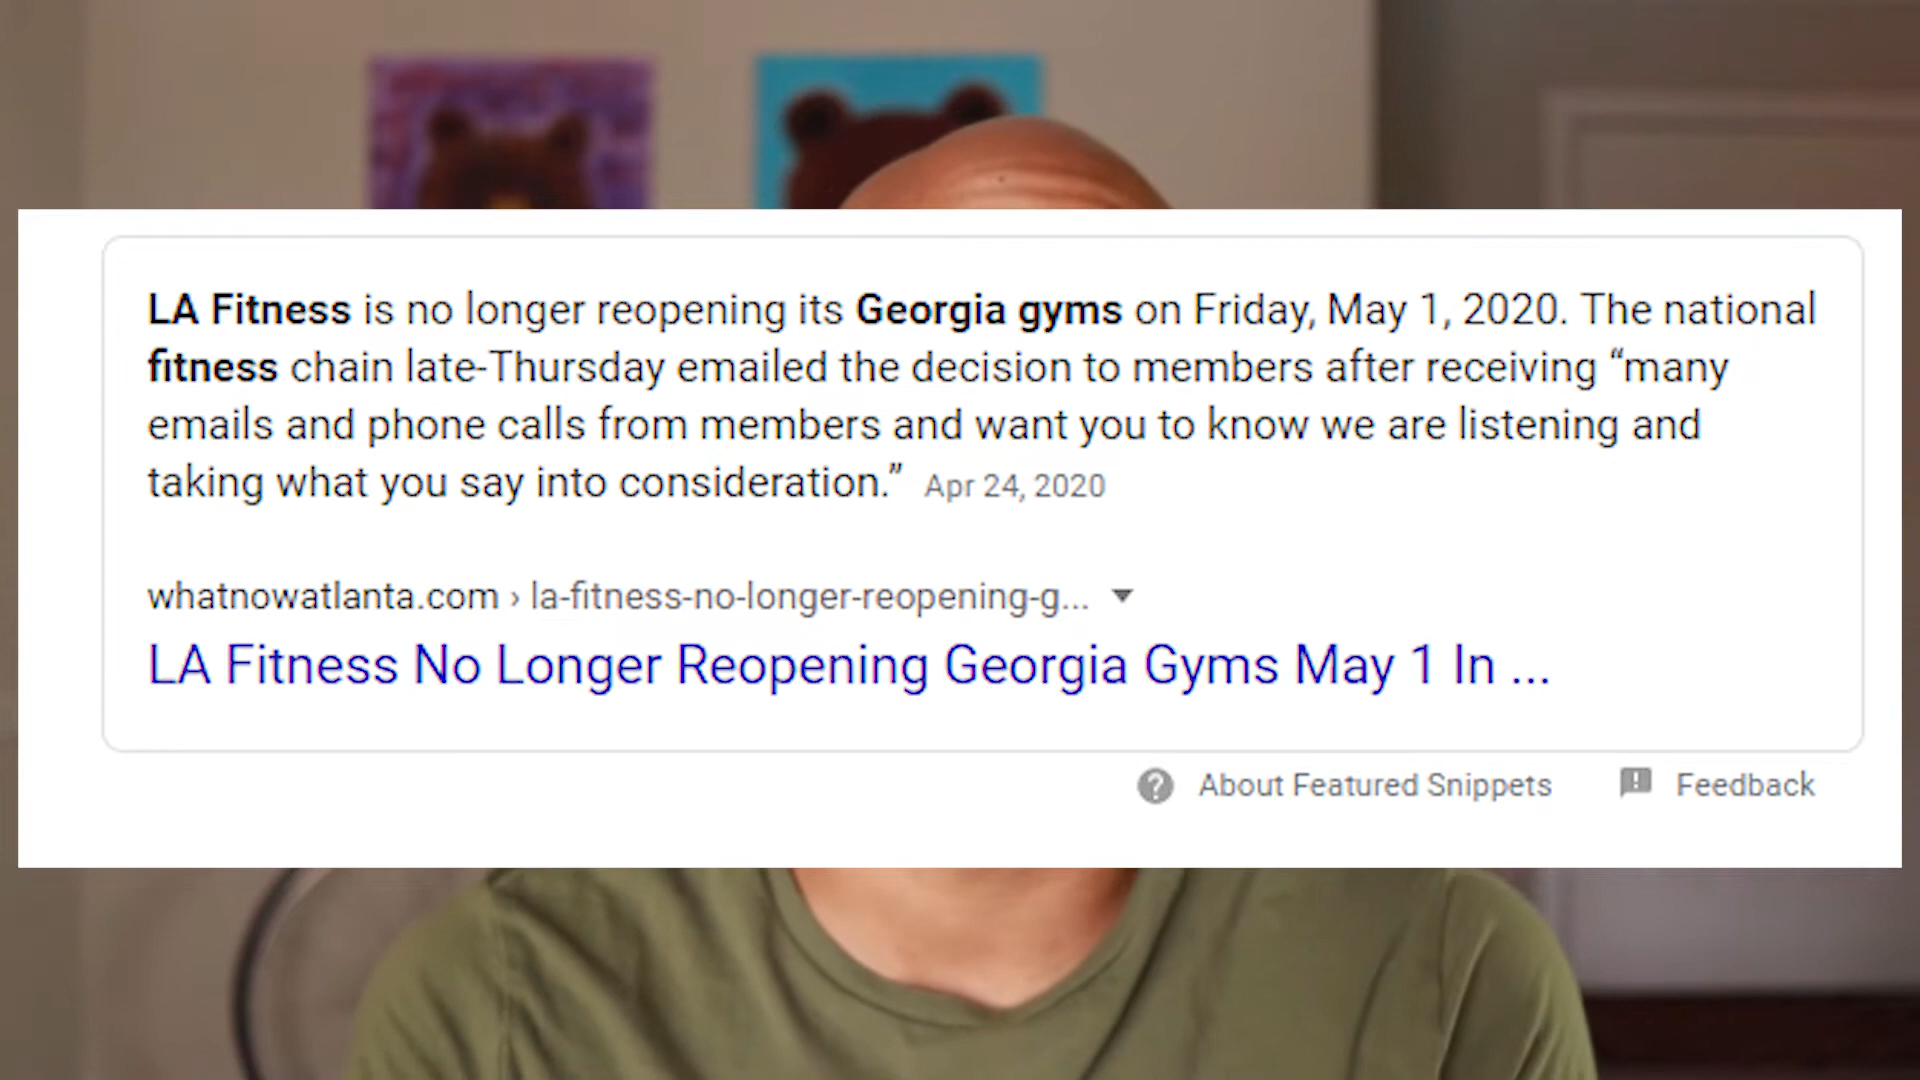 LA Fitness is no longer reopening its Georgia gyms on Friday, May 1, 2020. The national
fitness chain late-Thursday emailed the decision to members after receiving “many
emails and phone calls from members and want you to know we are listening and
taking what you say into consideration.” Apr 24, 2020
whatnowatlanta.com › la-fitness-no-longer-reopening-g...
LA Fitness No Longer Reopening Georgia Gyms May 1 In ...
About Featured Snippets Feedback